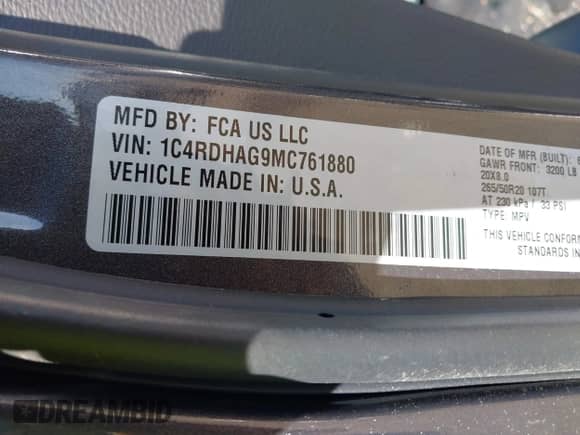 MFD BY: FCA US LLC
VIN: 1C4RDHAG9MC761880
VEHICLE MADE IN: U.S.A.
DATE OF MFR (BUILT):
GAWR FRONT: 3200 LB
20X8.0
265/50R20 107T
AT 230 kPa / 33 PSI
TYPE: MPV
THIS VEHICLE CONFORM
STANDARDS IN
DREAMBID